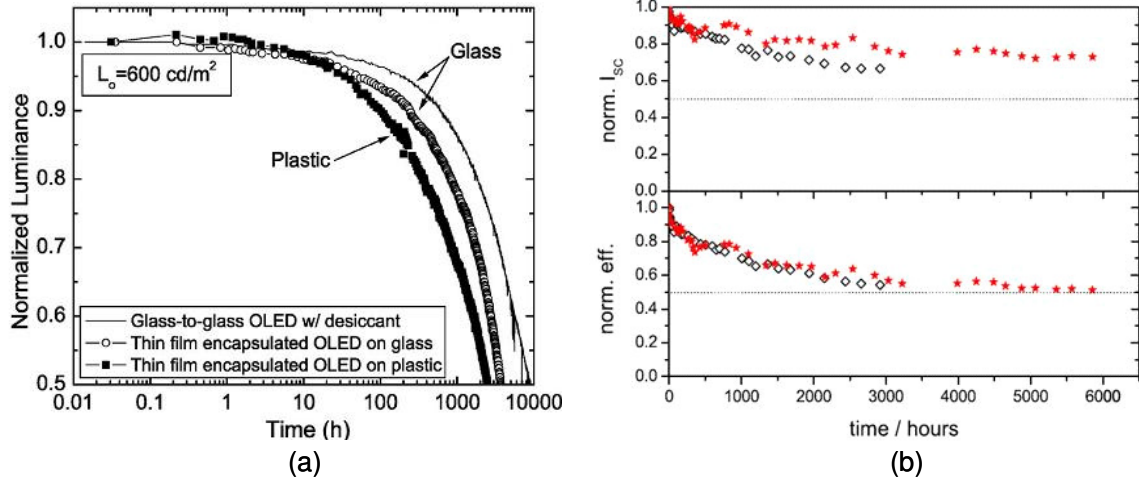 Normalized Luminance
1.0
0.9
0.8
0.7
0.6
0.5
Lo=600 cd/m²
Glass
Plastic
Glass-to-glass OLED w/ desiccant
Thin film encapsulated OLED on glass
Thin film encapsulated OLED on plastic
0.01 0.1 1 10 100 1000 10000
Time (h)
(a)
norm. ISC
1.0
0.8
0.6
0.4
0.2
0.0
norm. eff.
1.0
0.8
0.6
0.4
0.2
0.0
0 1000 2000 3000 4000 5000 6000
time / hours
(b)